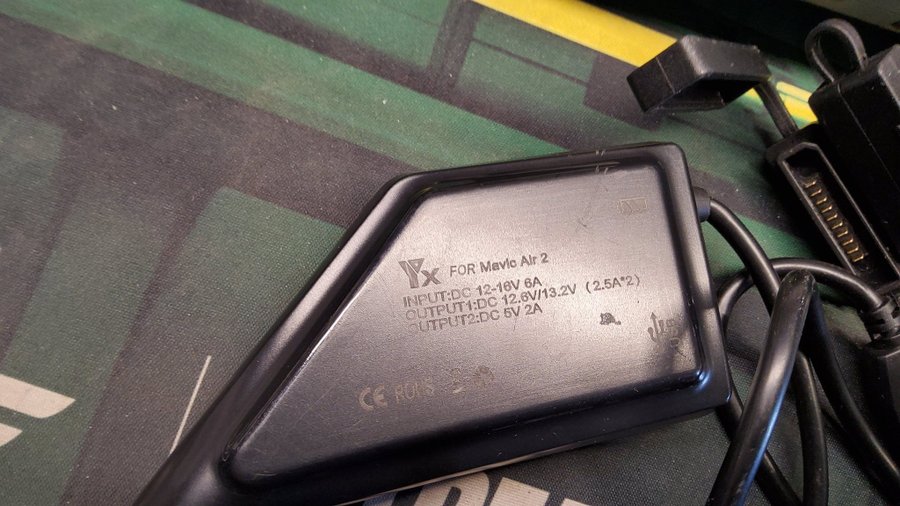 YX FOR Mavic Air 2
INPUT:DC 12-16V 6A
OUTPUT1:DC 12.6V/13.2V ( 2.5A*2)
OUTPUT2:DC 5V 2A
CE ROHS